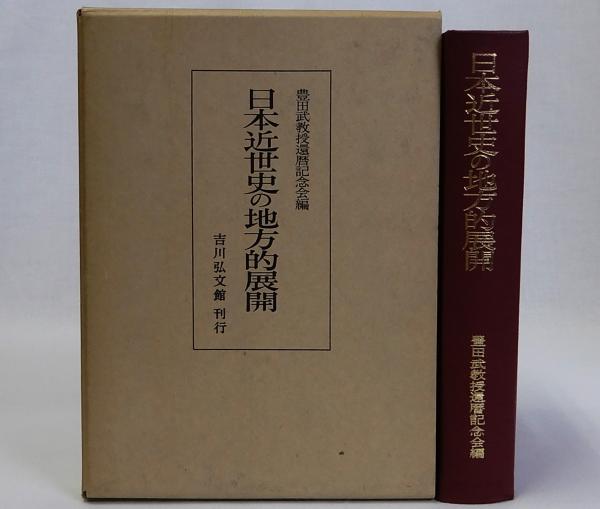 豊田武教授還暦記念会編
日本近世史の地方的展開
吉川弘文館 刊行
日本近世史の地方的展開
豊田武教授還暦記念会編